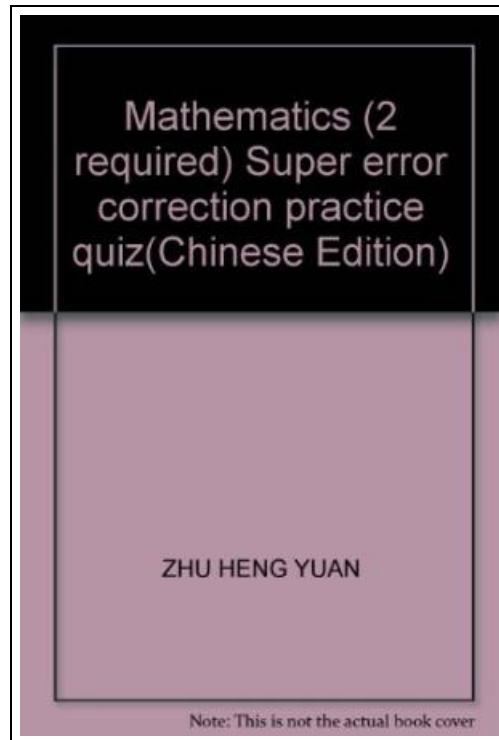 Mathematics (2
required) Super error
correction practice
quiz(Chinese Edition)
ZHU HENG YUAN
Note: This is not the actual book cover